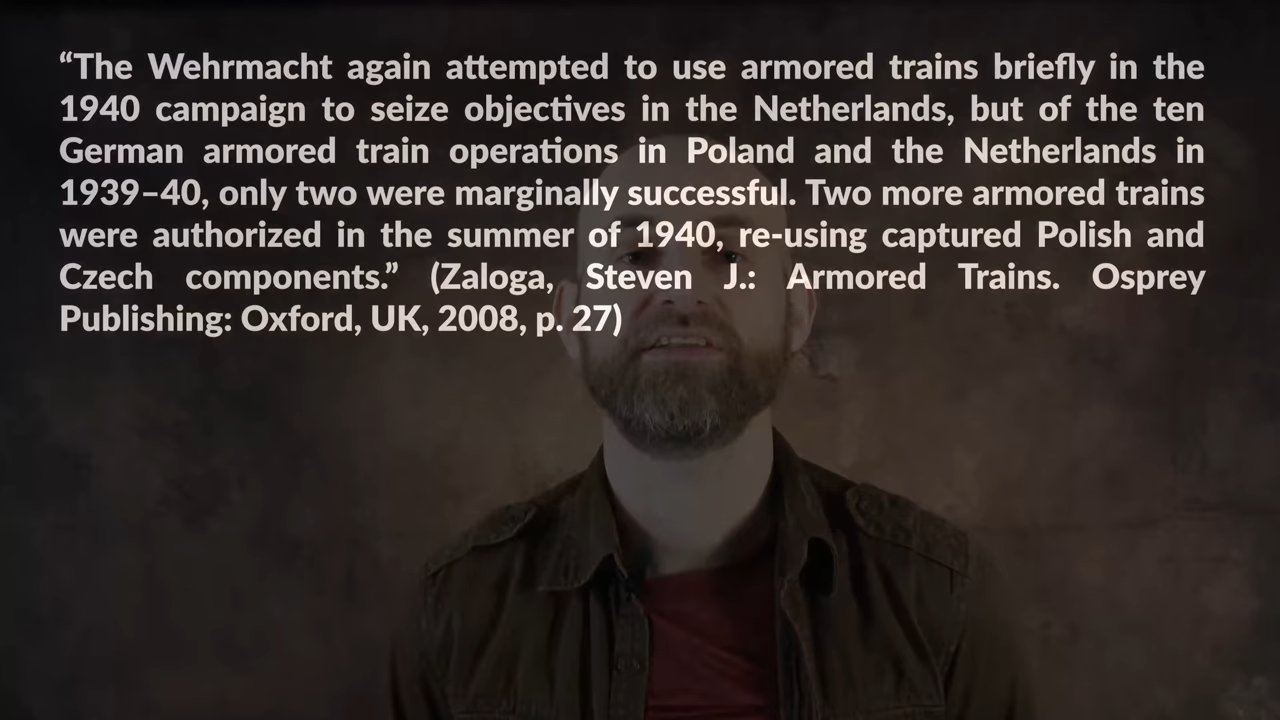 “The Wehrmacht again attempted to use armored trains briefly in the
1940 campaign to seize objectives in the Netherlands, but of the ten
German armored train operations in Poland and the Netherlands in
1939–40, only two were marginally successful. Two more armored trains
were authorized in the summer of 1940, re-using captured Polish and
Czech components.” (Zaloga, Steven J.: Armored Trains. Osprey
Publishing: Oxford, UK, 2008, p. 27)